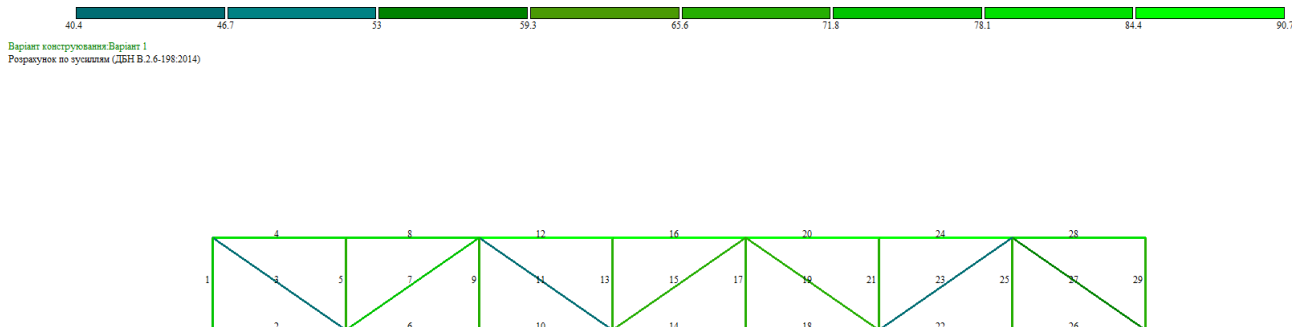 40.4 46.7 53 59.3 65.6 71.8 78.1 84.4 90.7
Варіант конструювання:Варіант 1
Розрахунок по зусиллям (ДБН В.2.6-198:2014)
4 8 12 16 20 24 28
1 3 5 7 9 11 13 15 17 19 21 23 25 27 29
2 6 10 14 18 22 26